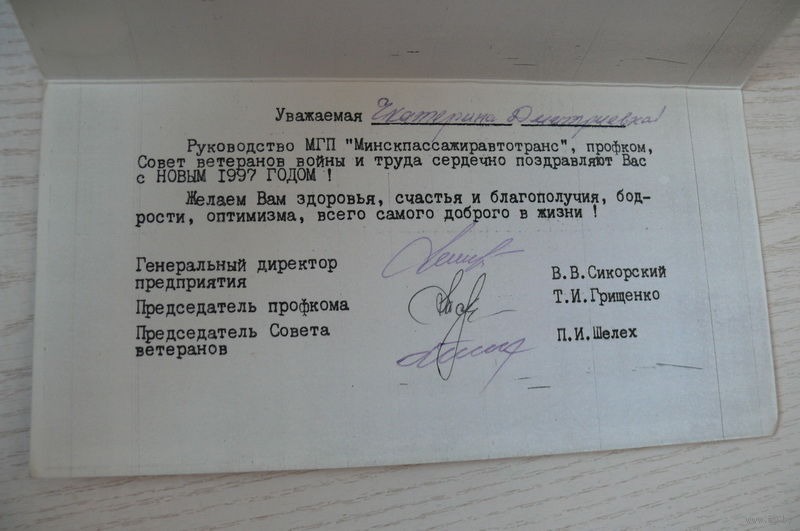 Уважаемая Екатерина Дмитриевна!
Руководство МГП "Минскпассажиравтотранс", профком,
Совет ветеранов войны и труда сердечно поздравляют Вас
с НОВЫМ I997 ГОДОМ !
Желаем Вам здоровья, счастья и благополучия, бод-
рости, оптимизма, всего самого доброго в жизни !
Генеральный директор
предприятия
В.В.Сикорский
Председатель профкома
Т.И.Грищенко
Председатель Совета
ветеранов
П.И.Шелех